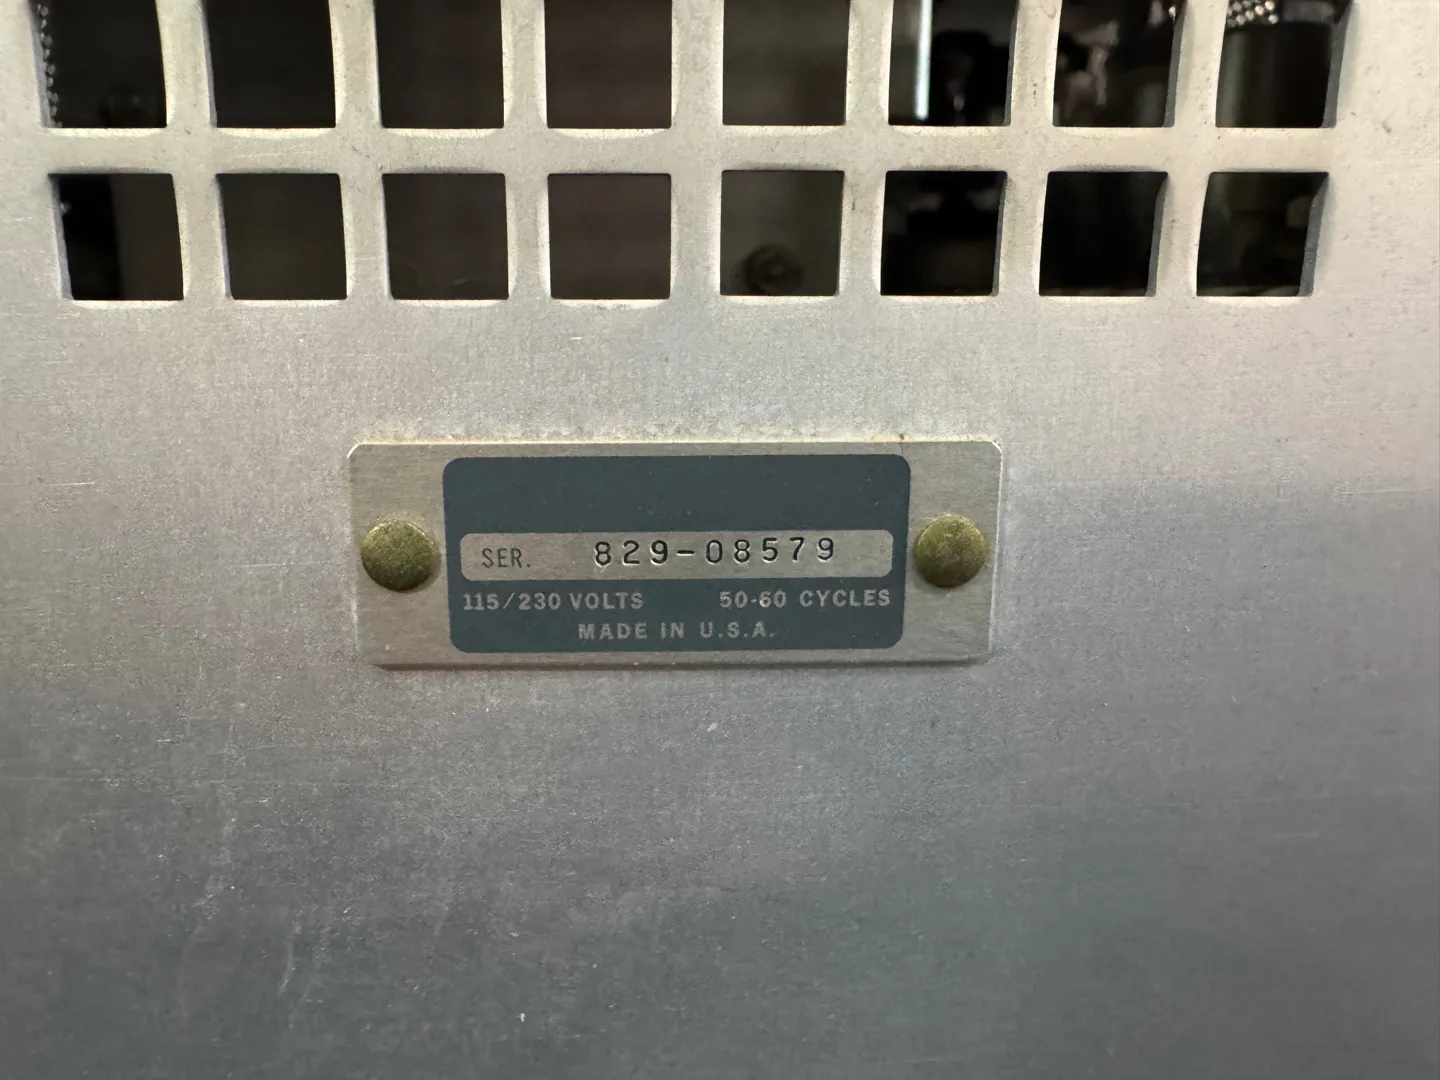 SER. 829-08579
115/230 VOLTS 50-60 CYCLES
MADE IN U.S.A.